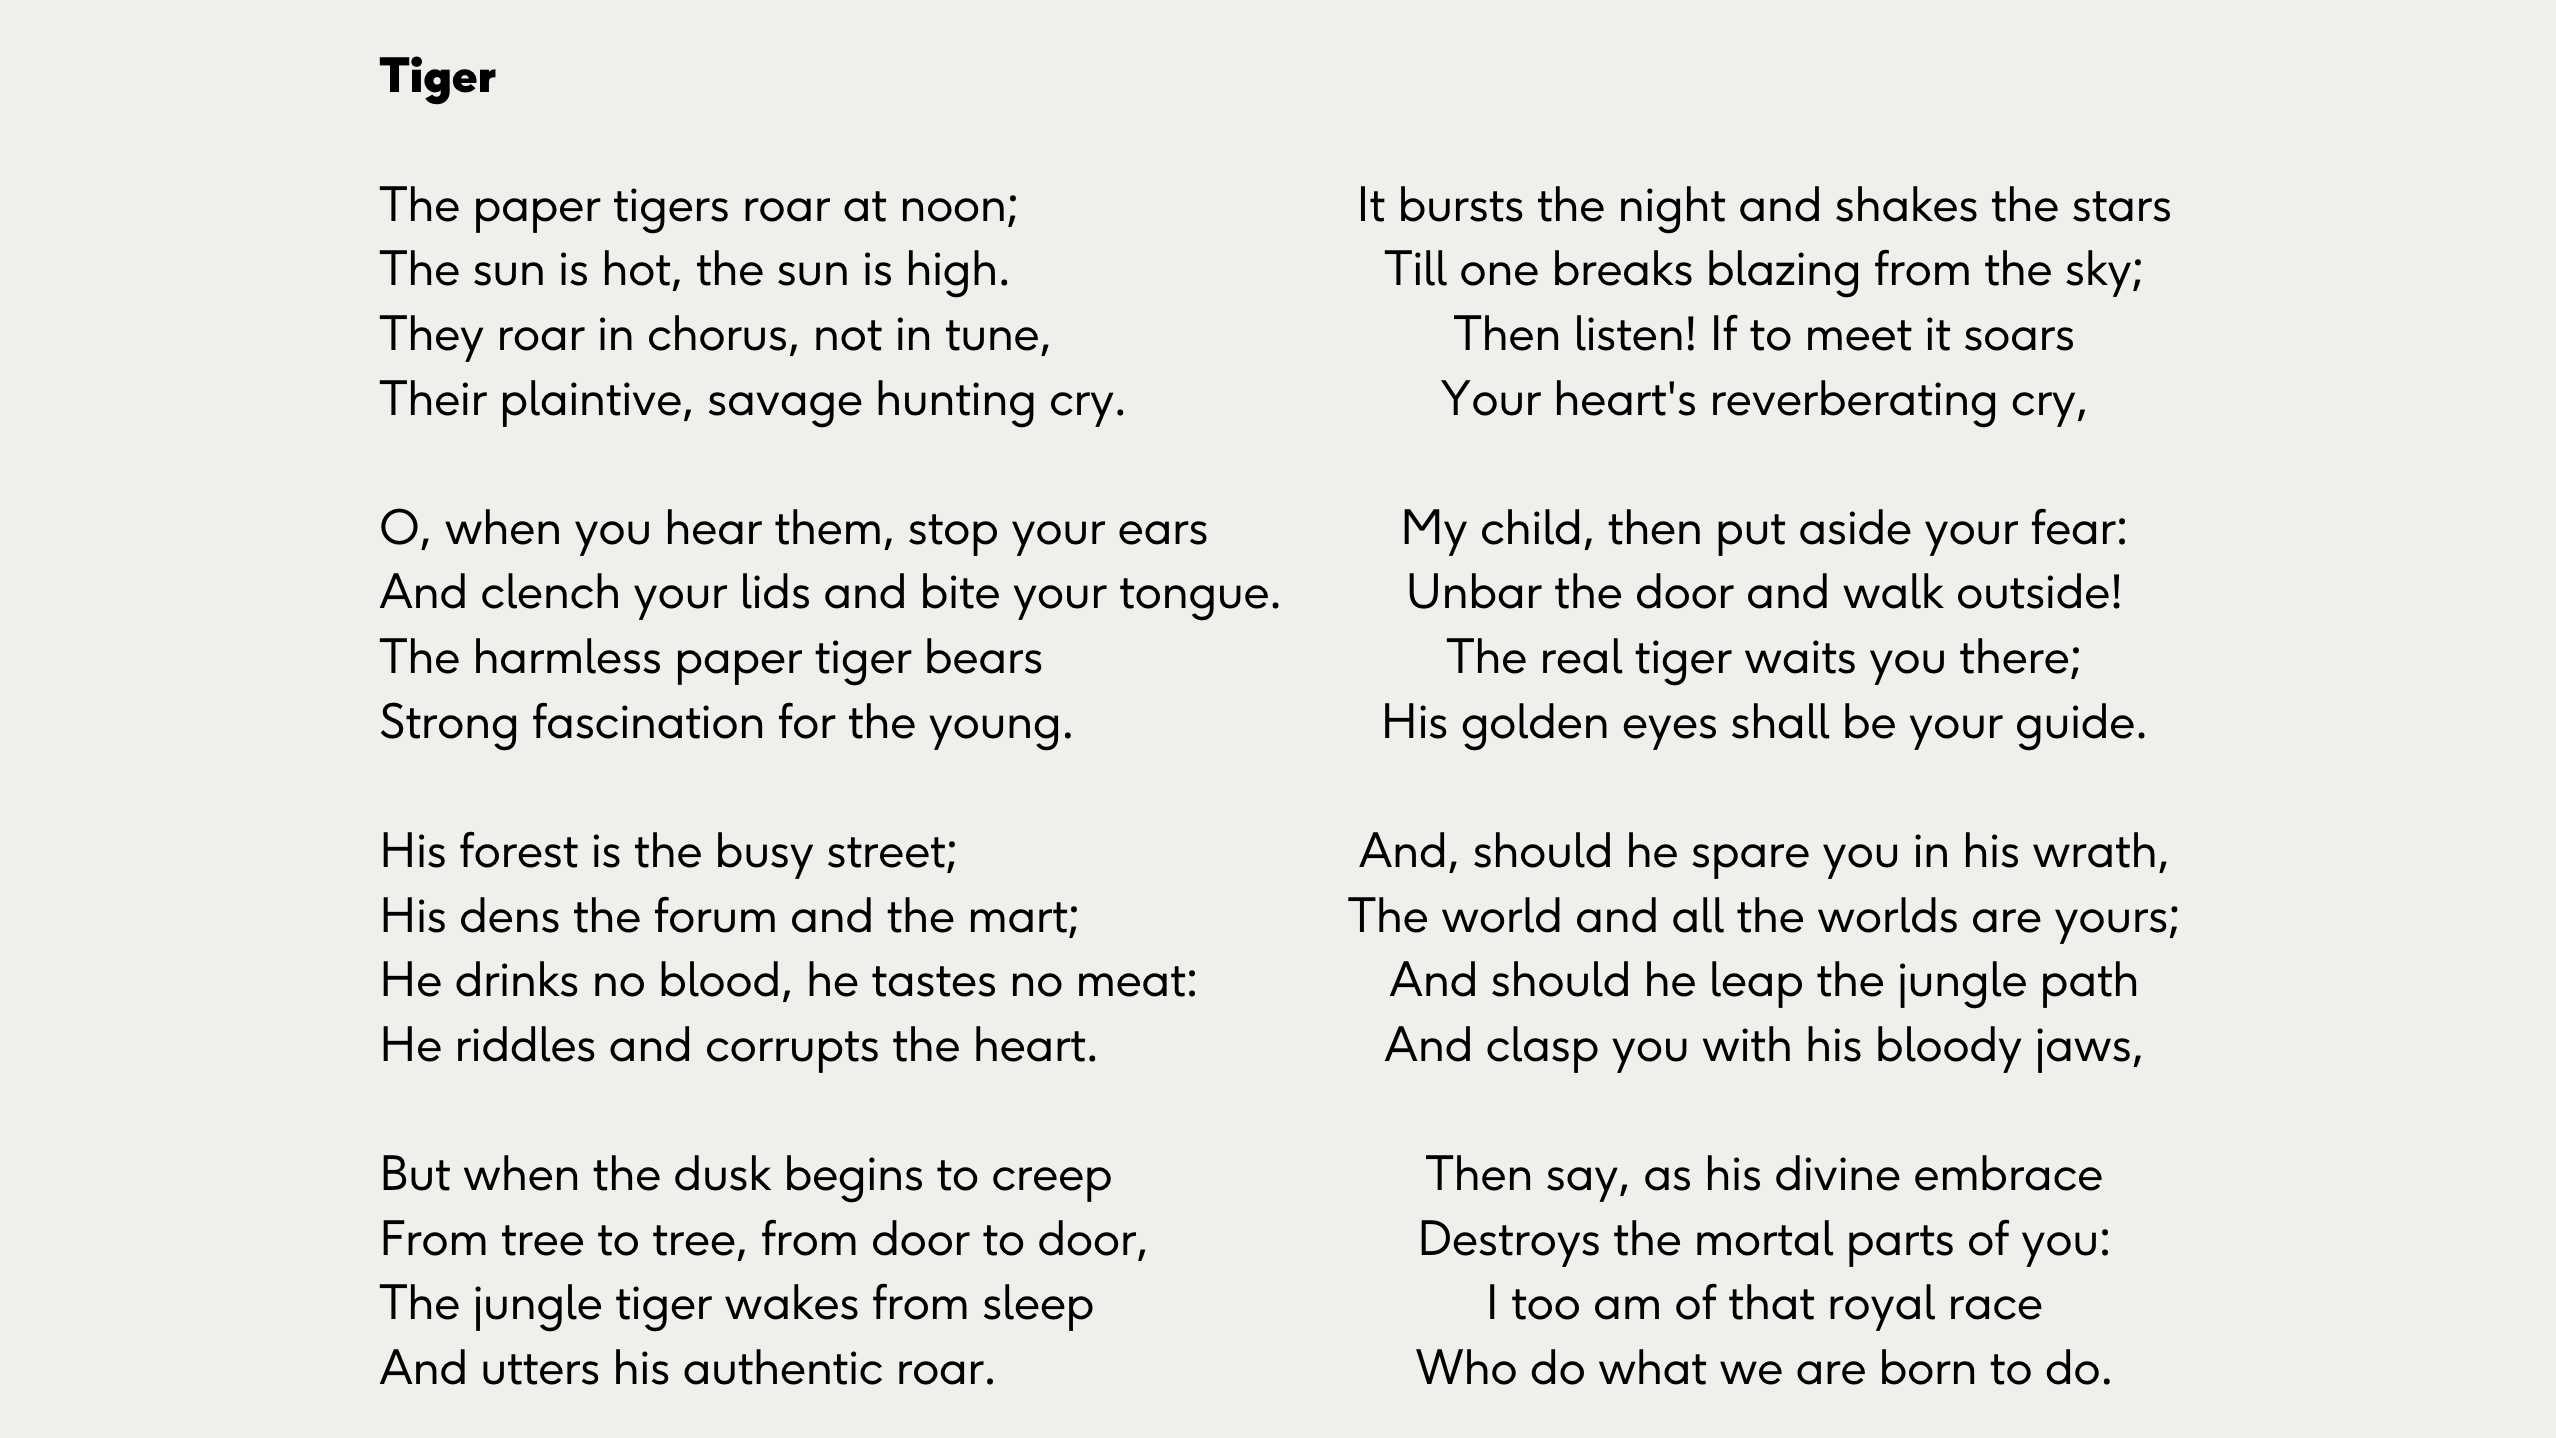 Tiger
The paper tigers roar at noon;
The sun is hot, the sun is high.
They roar in chorus, not in tune,
Their plaintive, savage hunting cry.
O, when you hear them, stop your ears
And clench your lids and bite your tongue.
The harmless paper tiger bears
Strong fascination for the young.
His forest is the busy street;
His dens the forum and the mart;
He drinks no blood, he tastes no meat:
He riddles and corrupts the heart.
But when the dusk begins to creep
From tree to tree, from door to door,
The jungle tiger wakes from sleep
And utters his authentic roar.
It bursts the night and shakes the stars
Till one breaks blazing from the sky;
Then listen! If to meet it soars
Your heart's reverberating cry,
My child, then put aside your fear:
Unbar the door and walk outside!
The real tiger waits you there;
His golden eyes shall be your guide.
And, should he spare you in his wrath,
The world and all the worlds are yours;
And should he leap the jungle path
And clasp you with his bloody jaws,
Then say, as his divine embrace
Destroys the mortal parts of you:
I too am of that royal race
Who do what we are born to do.